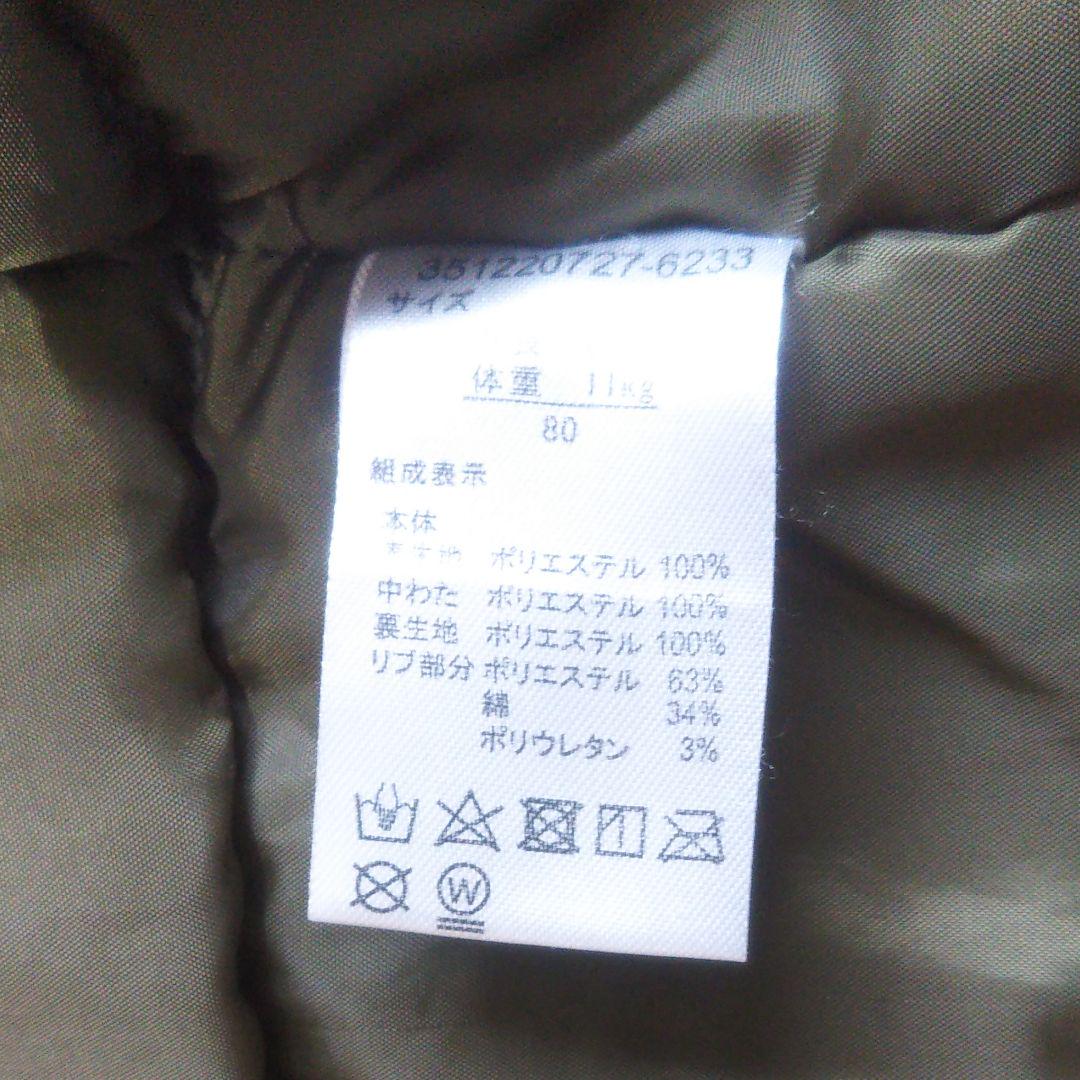 351220727-6233
サイズ
体重 11kg
80
組成表示
本体
ポリエステル 100%
中わた ポリエステル 100%
裏生地 ポリエステル 100%
リブ部分 ポリエステル 63%
綿 34%
ポリウレタン 3%
W